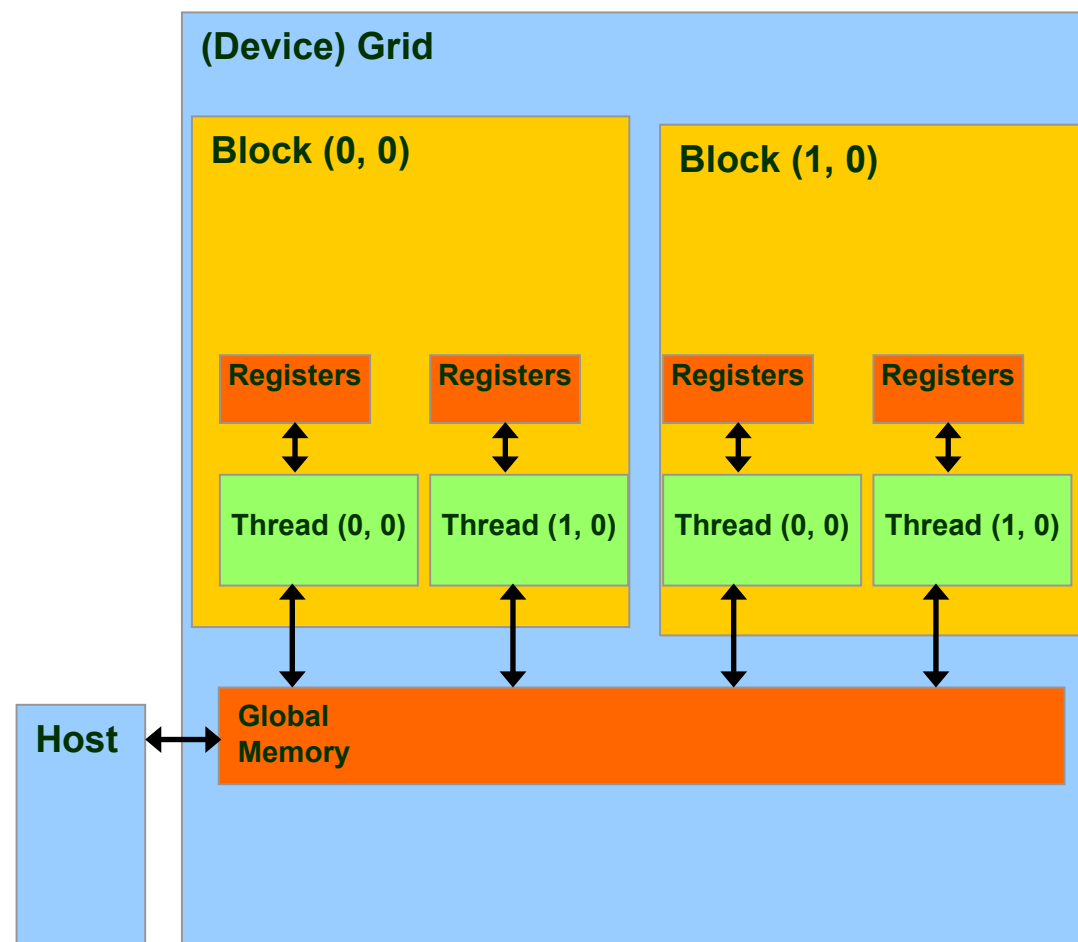 (Device) Grid
Block (0, 0)
Block (1, 0)
Registers
Registers
Registers
Registers
Thread (0, 0)
Thread (1, 0)
Thread (0, 0)
Thread (1, 0)
Global
Memory
Host